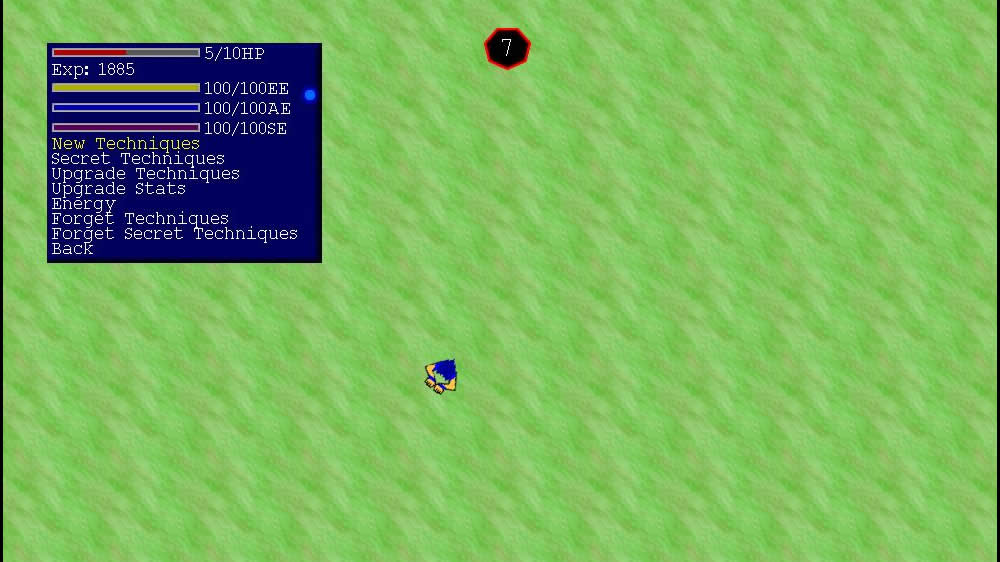 7
5/10HP
Exp: 1885
100/100EE
100/100AE
100/100SE
New Techniques
Secret Techniques
Upgrade Techniques
Upgrade Stats
Energy
Forget Techniques
Forget Secret Techniques
Back